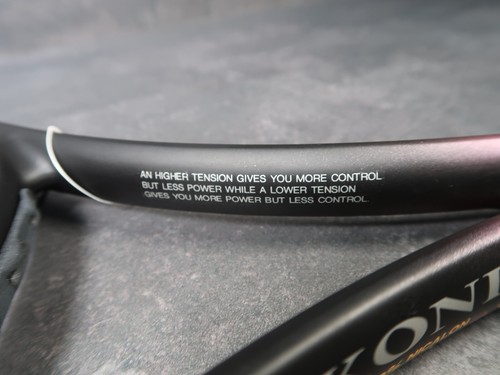 AN HIGHER TENSION GIVES YOU MORE CONTROL
BUT LESS POWER WHILE A LOWER TENSION
GIVES YOU MORE POWER BUT LESS CONTROL.